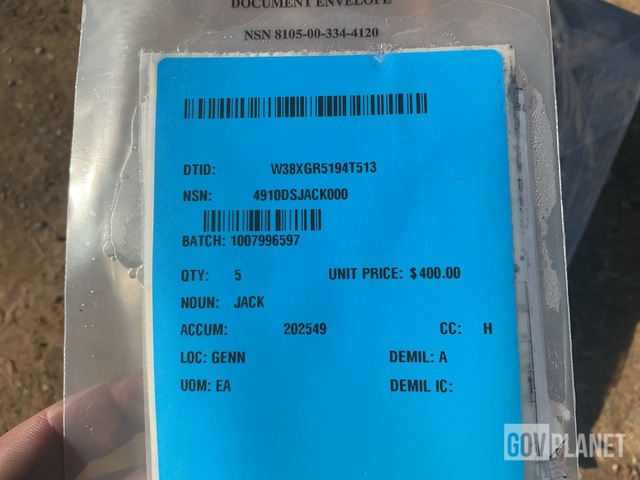 DOCUMENT ENVELOPE
NSN 8105-00-334-4120
DTID: W38XGR5194T513
NSN: 4910DSJACK000
BATCH: 1007996597
QTY: 5 UNIT PRICE: $400.00
NOUN: JACK
ACCUM: 202549 CC: H
LOC: GENN DEMIL: A
UOM: EA DEMIL IC:
GOVPLANET